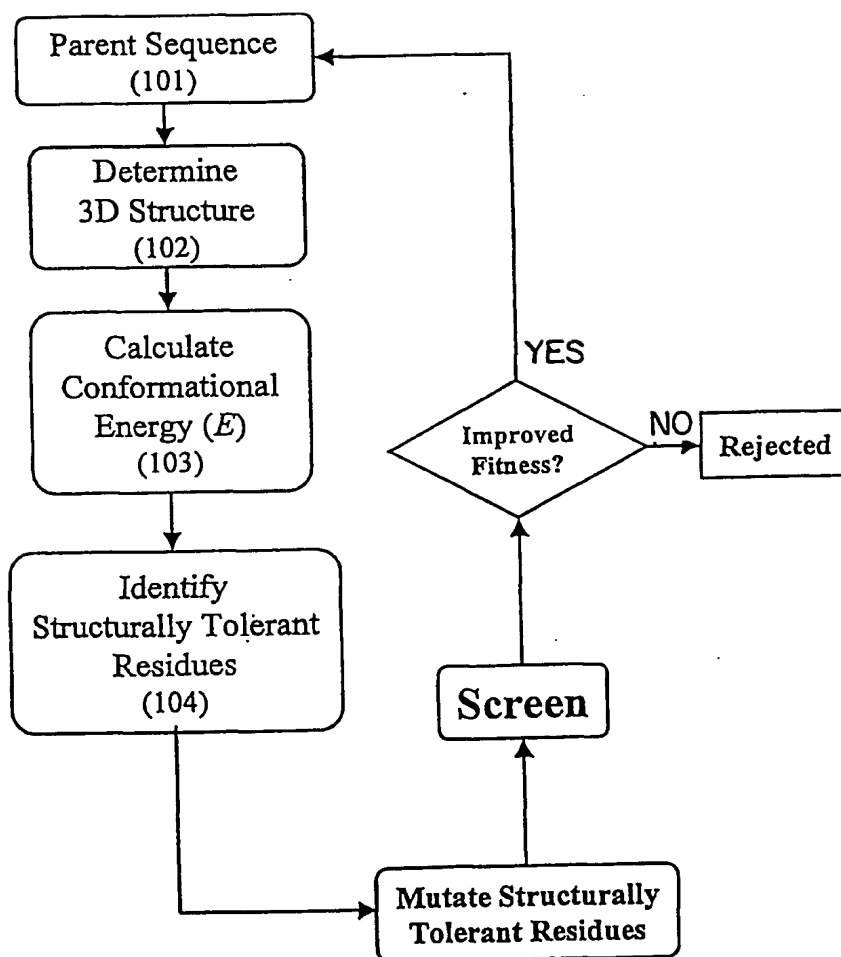 Parent Sequence
(101)
Determine
3D Structure
(102)
Calculate
Conformational
Energy (E)
(103)
Identify
Structurally Tolerant
Residues
(104)
Mutate Structurally
Tolerant Residues
Screen
Improved
Fitness?
YES
NO
Rejected